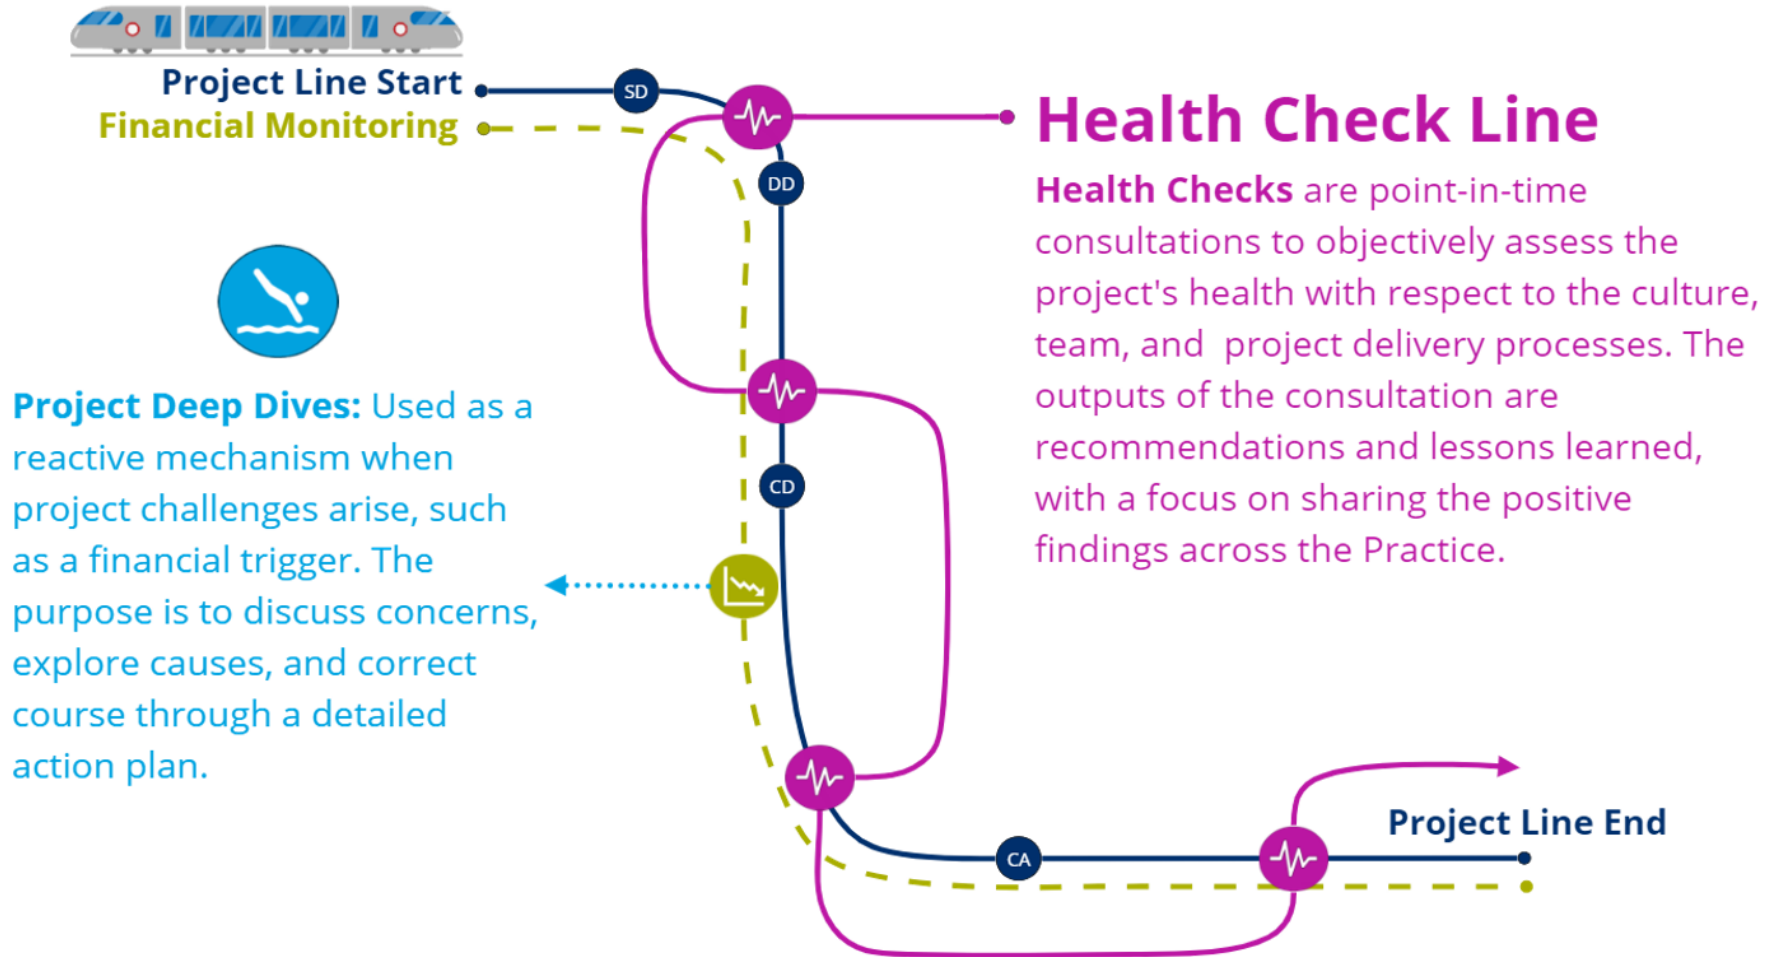 Project Line Start
Financial Monitoring
SD
DD
CD
CA
Health Check Line
Health Checks are point-in-time
consultations to objectively assess the
project's health with respect to the culture,
team, and  project delivery processes. The
outputs of the consultation are
recommendations and lessons learned,
with a focus on sharing the positive
findings across the Practice.
Project Deep Dives: Used as a
reactive mechanism when
project challenges arise, such
as a financial trigger. The
purpose is to discuss concerns,
explore causes, and correct
course through a detailed
action plan.
Project Line End